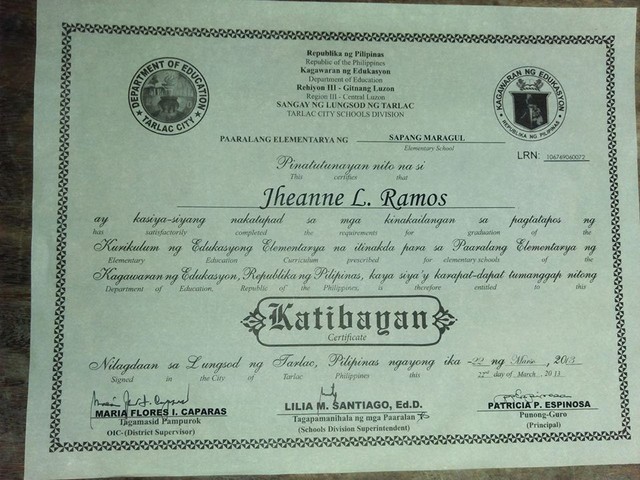 Republika ng Pilipinas
Republic of the Philippines
Kagawaran ng Edukasyon
Department of Education
Rehiyon III - Gitnang Luzon
Region III - Central Luzon
SANGAY NG LUNGSOD NG TARLAC
TARLAC CITY SCHOOLS DIVISION
DEPARTMENT OF EDUCATION
TARLAC CITY
KAGAWARAN NG EDUKASYON
REPUBLIKA NG PILIPINAS
PAARALANG ELEMENTARYA NG SAPANG MARAGUL
Elementary School
LRN: 106769060072
Pinatutunayan nito na si
This certifies that
Jheanne L. Ramos
ay kasiya-siyang nakatupad sa mga kinakailangan sa pagtatapos ng
has satisfactorily completed the requirements for graduation of the
Kurikulum ng Edukasyong Elementarya na itinakda para sa Paaralang Elementarya ng
Elementary Education Curriculum prescribed for elementary schools of the
Kagawaran ng Edukasyon, Republika ng Pilipinas, kaya siya'y karapat-dapat tumanggap nitong
Department of Education, Republic of the Philippines, is therefore entitled to this
Katibayan
Certificate
Nilagdaan sa Lungsod ng Tarlac, Pilipinas ngayong ika -22 ng Marso, 2003
Signed in the City of Tarlac Philippines this 22nd day of March, 2013
MARIA FLORES I. CAPARAS
Tagamasid Pampurok
OIC- (District Supervisor)
LILIA M. SANTIAGO, Ed.D.
Tagapamanihala ng mga Paaralan
(Schools Division Superintendent)
PATRICIA P. ESPINOSA
Punong-Guro
(Principal)